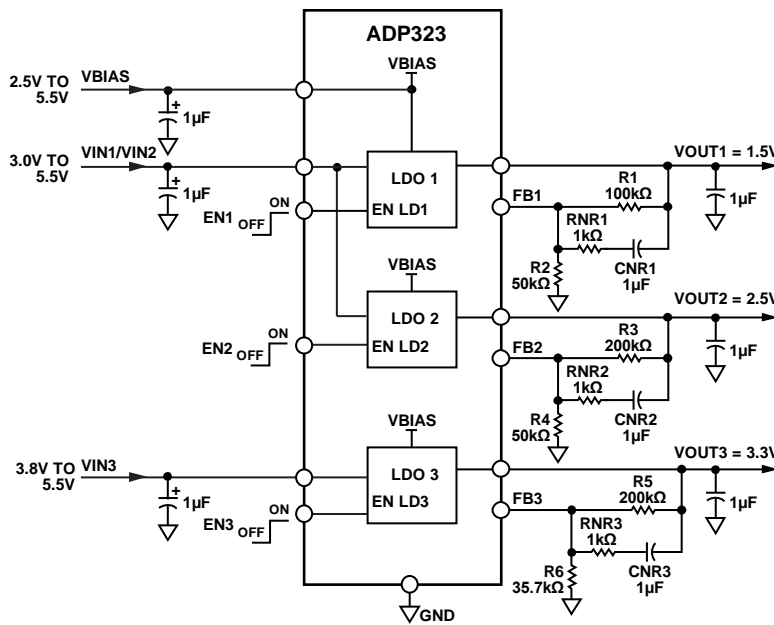 ADP323
VBIAS
2.5V TO
5.5V
VBIAS
+
1µF
3.0V TO
5.5V
VIN1/VIN2
+
1µF
LDO 1
EN LD1
EN1
OFF
ON
VOUT1 = 1.5V
R1
100kΩ
1µF
FB1
RNR1
1kΩ
CNR1
1µF
R2
50kΩ
VBIAS
LDO 2
EN LD2
EN2
OFF
ON
VOUT2 = 2.5V
R3
200kΩ
1µF
FB2
RNR2
1kΩ
CNR2
1µF
R4
50kΩ
VBIAS
3.8V TO
5.5V
VIN3
+
1µF
LDO 3
EN LD3
EN3
OFF
ON
VOUT3 = 3.3V
R5
200kΩ
1µF
FB3
RNR3
1kΩ
CNR3
1µF
R6
35.7kΩ
GND